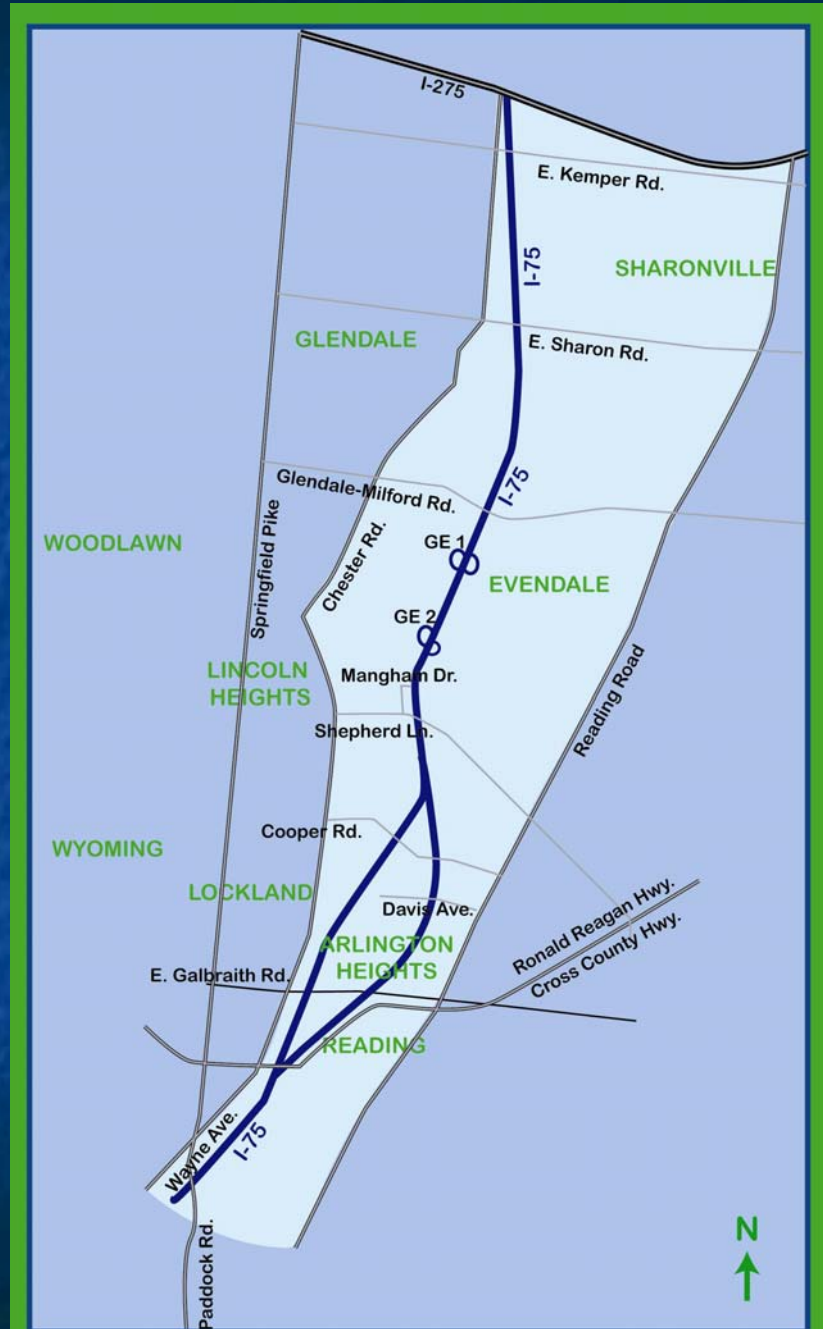 I-275
E. Kemper Rd.
I-75
SHARONVILLE
GLENDALE
E. Sharon Rd.
Glendale-Milford Rd.
I-75
Springfield Pike
WOODLAWN
Chester Rd.
GE 1
EVENDALE
GE 2
LINCOLN
HEIGHTS
Mangham Dr.
Reading Road
Shepherd Ln.
Cooper Rd.
WYOMING
LOCKLAND
Davis Ave.
Ronald Reagan Hwy.
Cross County Hwy.
ARLINGTON
HEIGHTS
E. Galbraith Rd.
READING
Wayne Ave.
I-75
Paddock Rd.
N